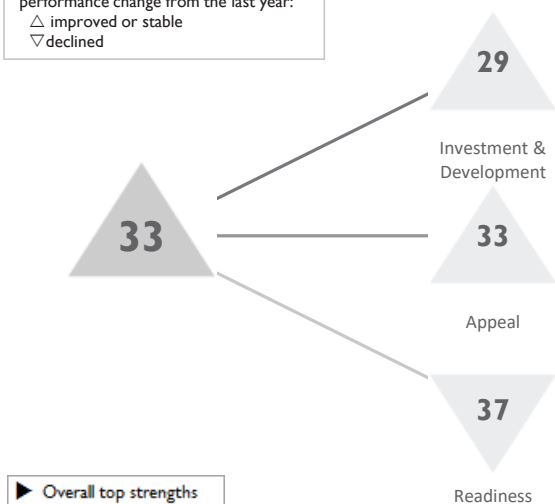 performance change from the last year:
△ improved or stable
▽ declined
29
Investment &
Development
33
33
Appeal
37
Readiness
▶ Overall top strengths